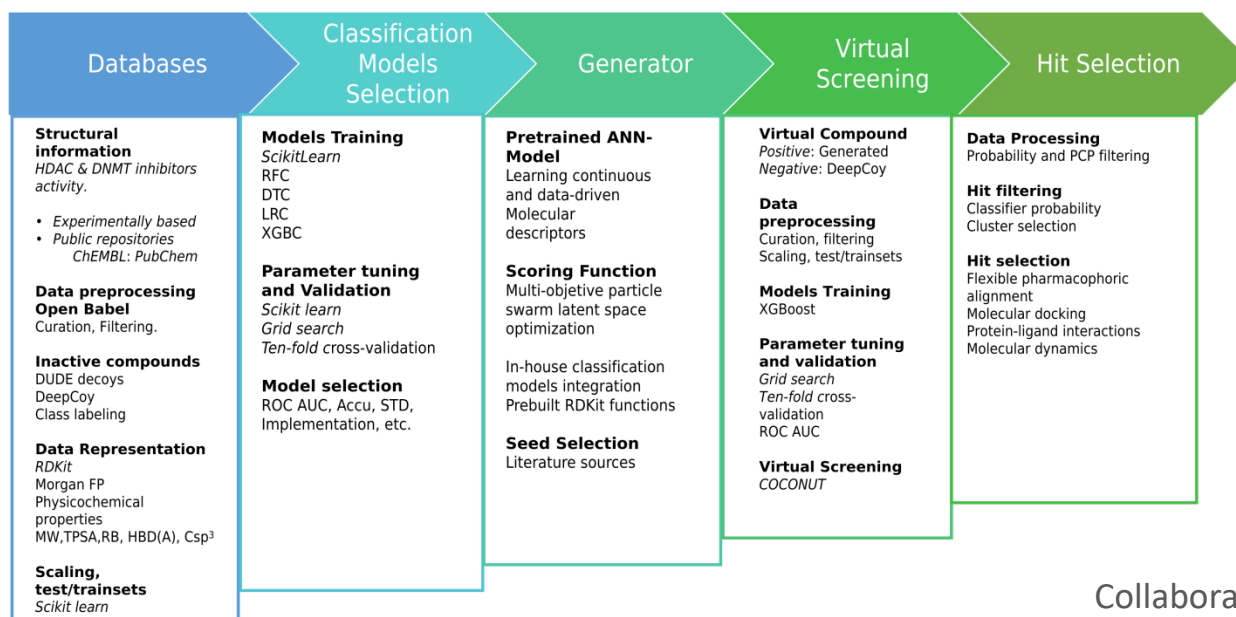 Databases
Classification
Models
Selection
Generator
Virtual
Screening
Hit Selection
Structural
information
HDAC & DNMT inhibitors
activity.
• Experimentally based
• Public repositories
ChEMBL: PubChem
Data preprocessing
Open Babel
Curation, Filtering.
Inactive compounds
DUDE decoys
DeepCoy
Class labeling
Data Representation
RDKit
Morgan FP
Physicochemical
properties
MW,TPSA,RB, HBD(A), Csp³
Scaling,
test/trainsets
Scikit learn
Models Training
ScikitLearn
RFC
DTC
LRC
XGBC
Parameter tuning
and Validation
Scikit learn
Grid search
Ten-fold cross-validation
Model selection
ROC AUC, Accu, STD,
Implementation, etc.
Pretrained ANN-
Model
Learning continuous
and data-driven
Molecular
descriptors
Scoring Function
Multi-objetive particle
swarm latent space
optimization
In-house classification
models integration
Prebuilt RDKit functions
Seed Selection
Literature sources
Virtual Compound
Positive: Generated
Negative: DeepCoy
Data
preprocessing
Curation, filtering
Scaling, test/trainsets
Models Training
XGBoost
Parameter tuning
and validation
Grid search
Ten-fold cross-
validation
ROC AUC
Virtual Screening
COCONUT
Data Processing
Probability and PCP filtering
Hit filtering
Classifier probability
Cluster selection
Hit selection
Flexible pharmacophoric
alignment
Molecular docking
Protein-ligand interactions
Molecular dynamics
Collabora